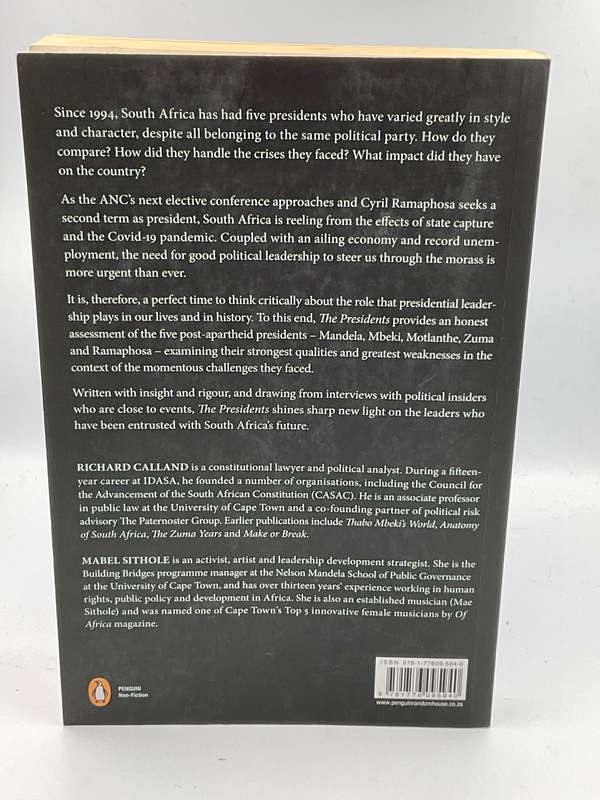 Since 1994, South Africa has had five presidents who have varied greatly in style
and character, despite all belonging to the same political party. How do they
compare? How did they handle the crises they faced? What impact did they have
on the country?
As the ANC's next elective conference approaches and Cyril Ramaphosa seeks a
second term as president, South Africa is reeling from the effects of state capture
and the Covid-19 pandemic. Coupled with an ailing economy and record unem-
ployment, the need for good political leadership to steer us through the morass is
more urgent than ever.
It is, therefore, a perfect time to think critically about the role that presidential leader-
ship plays in our lives and in history. To this end, The Presidents provides an honest
assessment of the five post-apartheid presidents – Mandela, Mbeki, Motlanthe, Zuma
and Ramaphosa – examining their strongest qualities and greatest weaknesses in the
context of the momentous challenges they faced.
Written with insight and rigour, and drawing from interviews with political insiders
who are close to events, The Presidents shines sharp new light on the leaders who
have been entrusted with South Africa's future.
RICHARD CALLAND is a constitutional lawyer and political analyst. During a fifteen-
year career at IDASA, he founded a number of organisations, including the Council for
the Advancement of the South African Constitution (CASAC). He is an associate professor
in public law at the University of Cape Town and a co-founding partner of political risk
advisory The Paternoster Group. Earlier publications include Thabo Mbeki's World, Anatomy
of South Africa, The Zuma Years and Make or Break.
MABEL SITHOLE is an activist, artist and leadership development strategist. She is the
Building Bridges programme manager at the Nelson Mandela School of Public Governance
at the University of Cape Town, and has over thirteen years' experience working in human
rights, public policy and development in Africa. She is also an established musician (Mae
Sithole) and was named one of Cape Town's Top 5 innovative female musicians by Of
Africa magazine.
ISBN 978-1-77609-594-0
9 781776 095940
www.penguinrandomhouse.co.za
PENGUIN
Non-Fiction